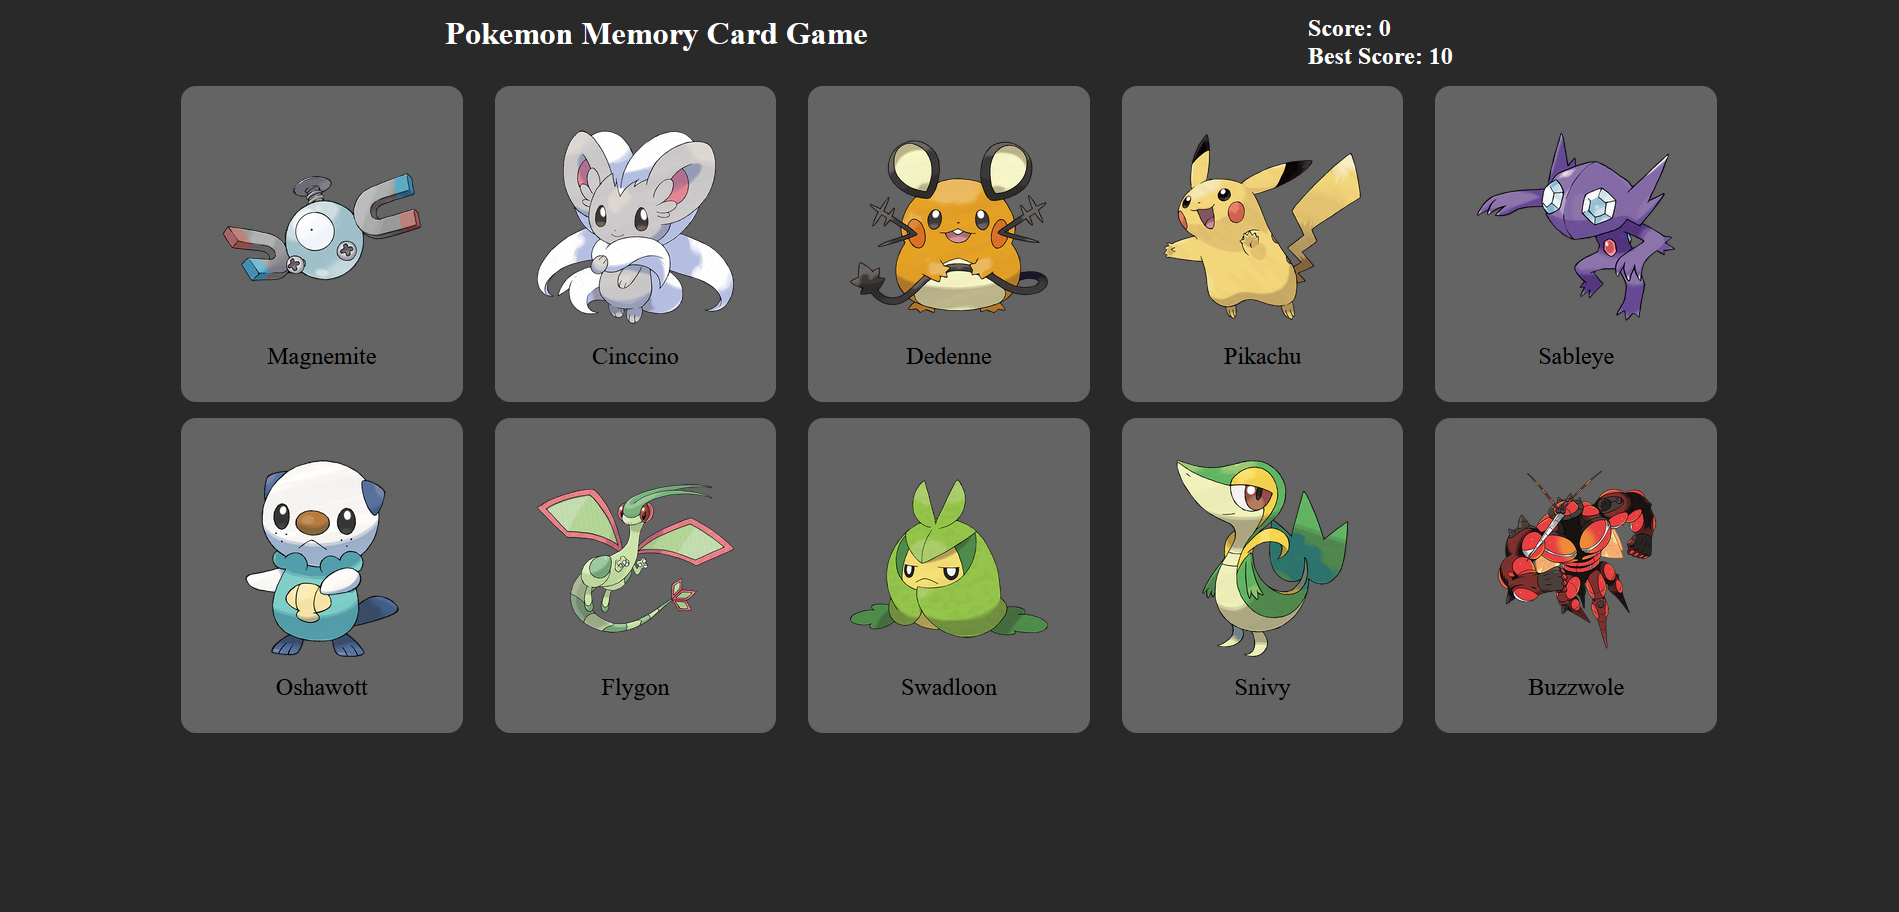 Pokemon Memory Card Game
Score: 0
Best Score: 10
Magnemite
Cinccino
Dedenne
Pikachu
Sableye
Oshawott
Flygon
Swadloon
Snivy
Buzzwole